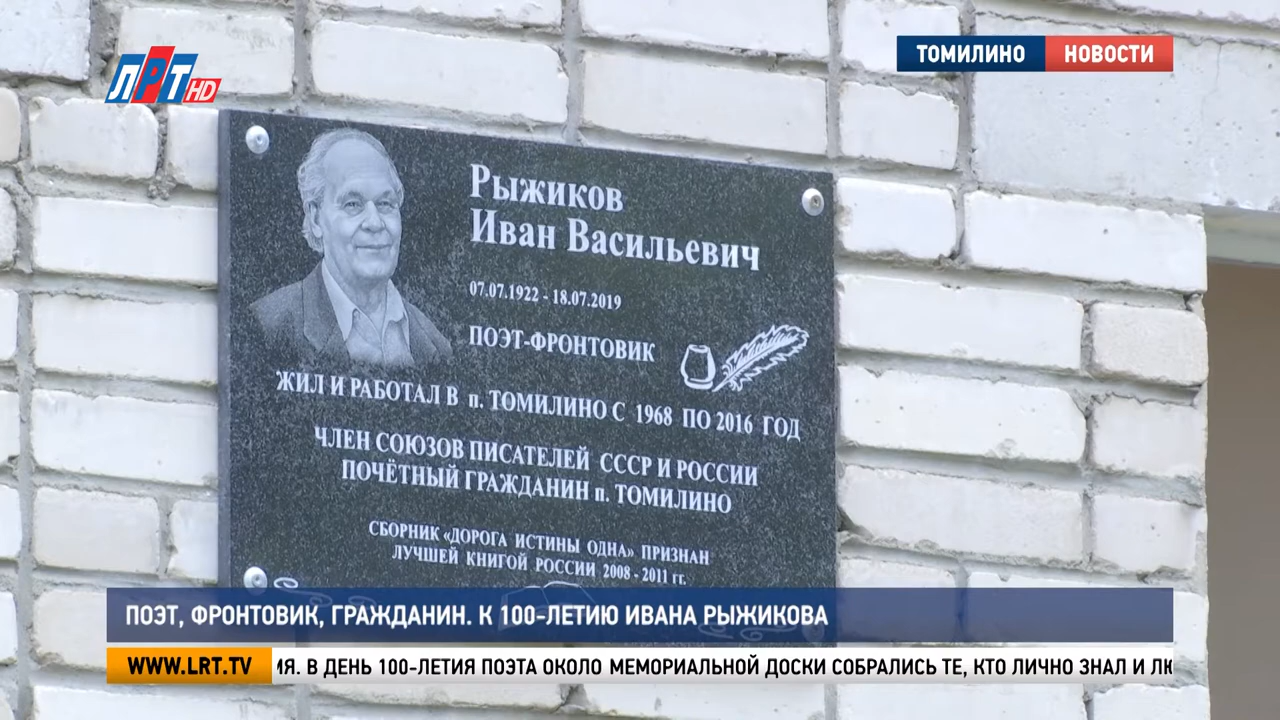 ЛРТ HD
ТОМИЛИНО НОВОСТИ
Рыжиков
Иван Васильевич
07.07.1922 - 18.07.2019
ПОЭТ-ФРОНТОВИК
ЖИЛ И РАБОТАЛ В п. ТОМИЛИНО С 1968 ПО 2016 ГОД
ЧЛЕН СОЮЗОВ ПИСАТЕЛЕЙ СССР И РОССИИ
ПОЧЁТНЫЙ ГРАЖДАНИН п. ТОМИЛИНО
СБОРНИК «ДОРОГА ИСТИНЫ ОДНА» ПРИЗНАН
ЛУЧШЕЙ КНИГОЙ РОССИИ 2008 - 2011 гг.
ПОЭТ, ФРОНТОВИК, ГРАЖДАНИН. К 100-ЛЕТИЮ ИВАНА РЫЖИКОВА
WWW.LRT.TV ИЯ. В ДЕНЬ 100-ЛЕТИЯ ПОЭТА ОКОЛО МЕМОРИАЛЬНОЙ ДОСКИ СОБРАЛИСЬ ТЕ, КТО ЛИЧНО ЗНАЛ И ЛЮ